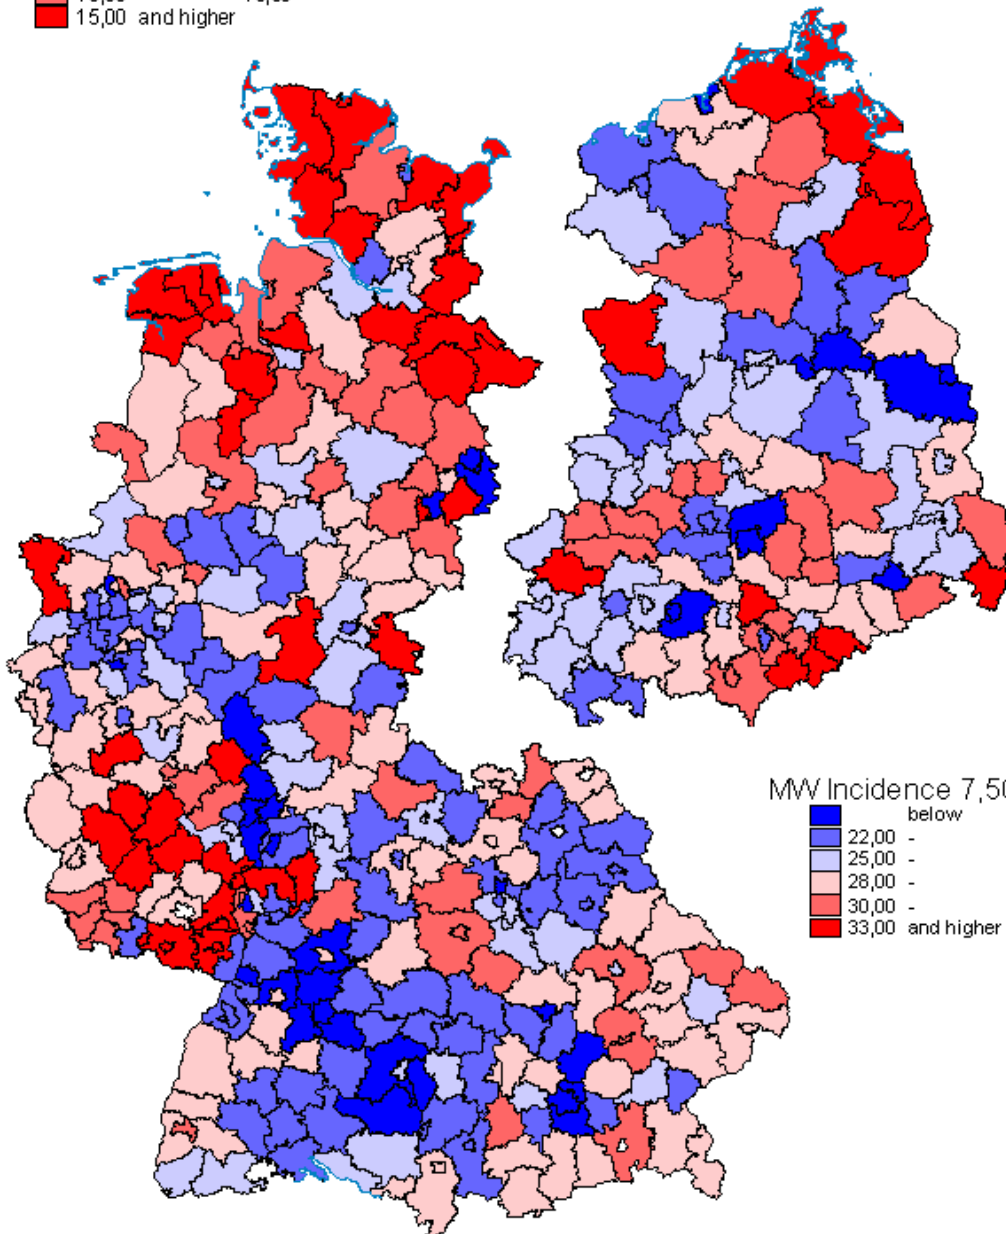 15,00 and higher
MW Incidence 7,50
below
22,00 -
25,00 -
28,00 -
30,00 -
33,00 and higher